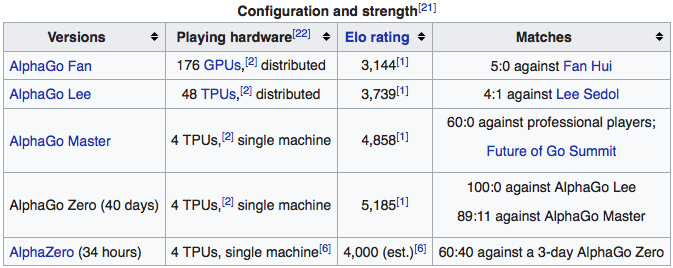 Configuration and strength[21]
Versions Playing hardware[22] Elo rating Matches
AlphaGo Fan 176 GPUs,[2] distributed 3,144[1] 5:0 against Fan Hui
AlphaGo Lee 48 TPUs,[2] distributed 3,739[1] 4:1 against Lee Sedol
AlphaGo Master 4 TPUs,[2] single machine 4,858[1] 60:0 against professional players;
Future of Go Summit
AlphaGo Zero (40 days) 4 TPUs,[2] single machine 5,185[1] 100:0 against AlphaGo Lee
89:11 against AlphaGo Master
AlphaZero (34 hours) 4 TPUs, single machine[6] 4,000 (est.)[6] 60:40 against a 3-day AlphaGo Zero